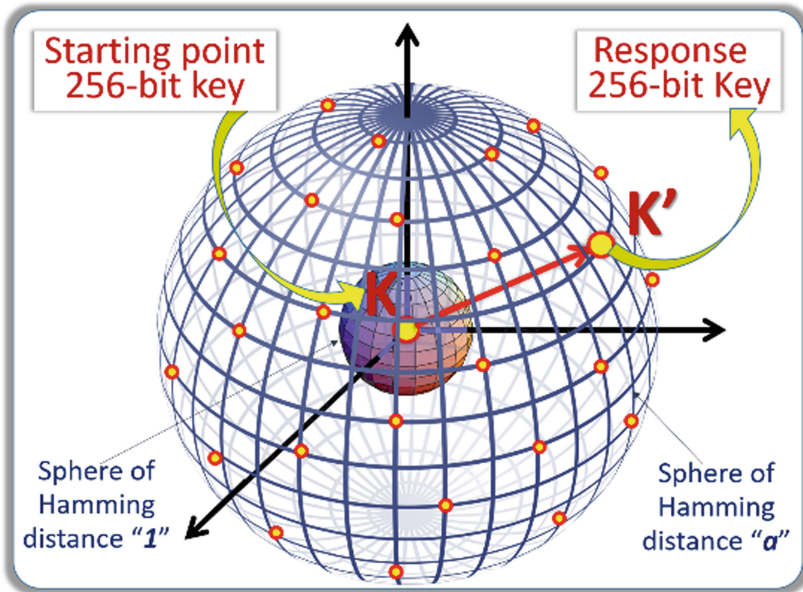 Starting point
256-bit key
Response
256-bit Key
K'
K
Sphere of
Hamming
distance "1"
Sphere of
Hamming
distance "a"